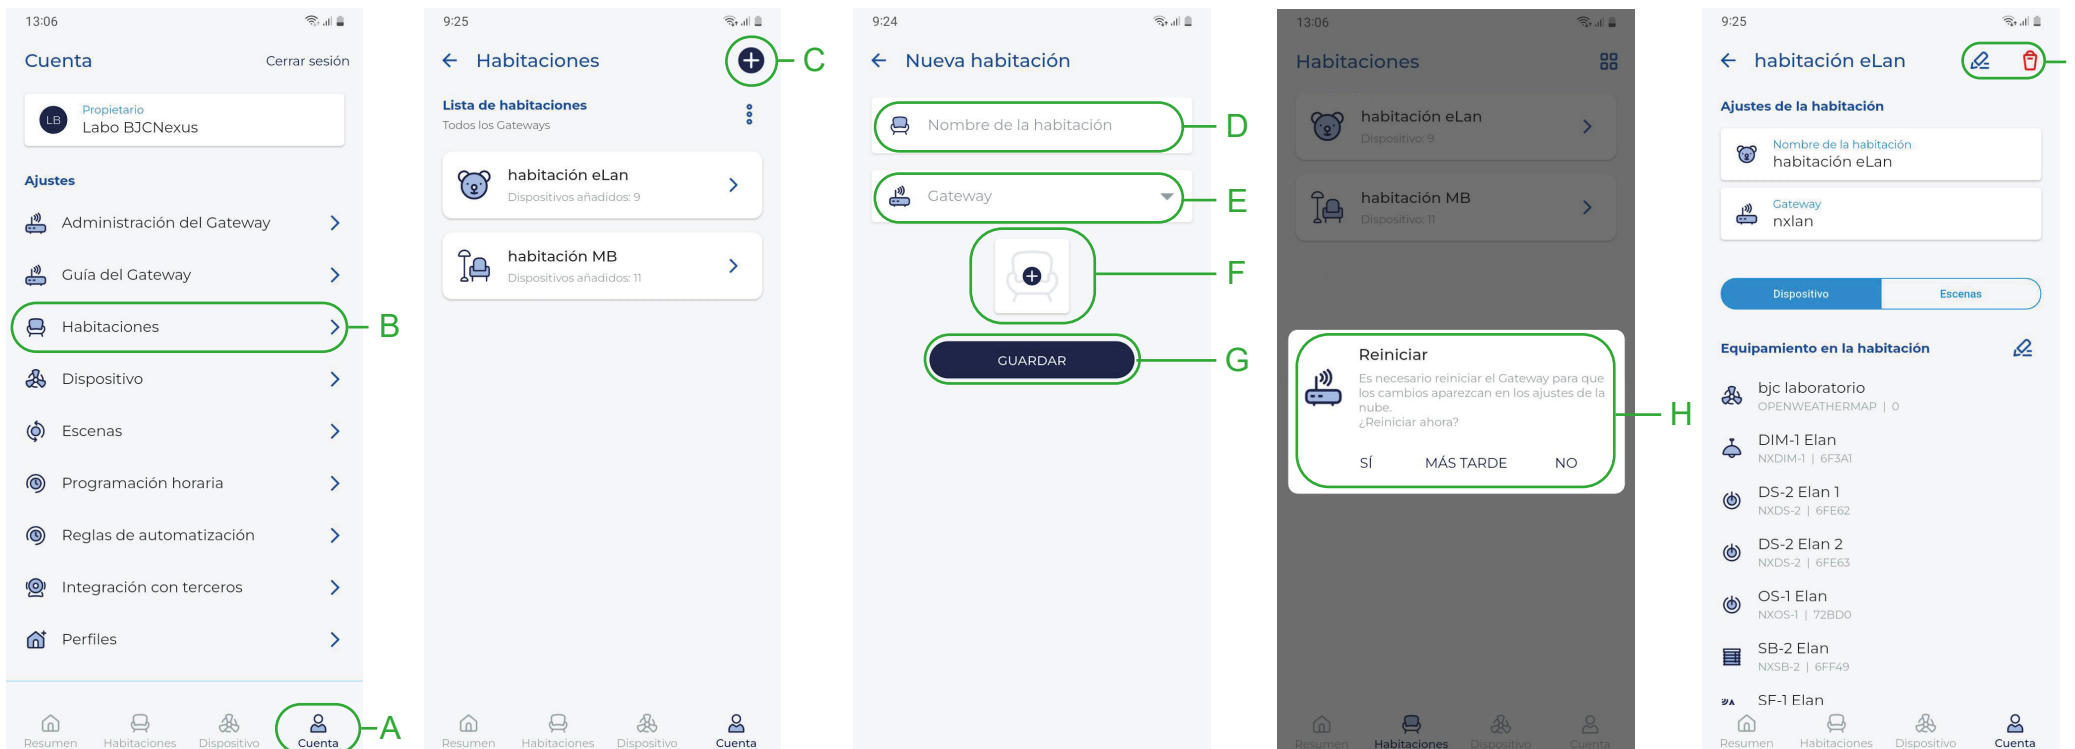 13:06
Cuenta
Cerrar sesión
LB
Propietario
Labo BJCNexus
Ajustes
Administración del Gateway
Guía del Gateway
Habitaciones
B
Dispositivo
Escenas
Programación horaria
Reglas de automatización
Integración con terceros
Perfiles
Resumen
Habitaciones
Dispositivo
Cuenta
A
9:25
Habitaciones
C
Lista de habitaciones
Todos los Gateways
habitación eLan
Dispositivos añadidos: 9
habitación MB
Dispositivos añadidos: 11
Resumen
Habitaciones
Dispositivo
Cuenta
9:24
Nueva habitación
Nombre de la habitación
D
Gateway
E
F
GUARDAR
G
13:06
Habitaciones
habitación eLan
Dispositivo: 9
habitación MB
Dispositivo: 11
Reiniciar
Es necesario reiniciar el Gateway para que
los cambios aparezcan en los ajustes de la
nube.
¿Reiniciar ahora?
H
SÍ
MÁS TARDE
NO
Resumen
Habitaciones
Dispositivo
Cuenta
9:25
habitación eLan
Ajustes de la habitación
Nombre de la habitación
habitación eLan
Gateway
nxlan
Dispositivo
Escenas
Equipamiento en la habitación
bjc laboratorio
OPENWEATHERMAP | 0
DIM-1 Elan
NXDIM-1 | 6F3A1
DS-2 Elan 1
NXDS-2 | 6FE62
DS-2 Elan 2
NXDS-2 | 6FE63
OS-1 Elan
NXOS-1 | 72BD0
SB-2 Elan
NXSB-2 | 6FF49
SF-1 Elan
Resumen
Habitaciones
Dispositivo
Cuenta